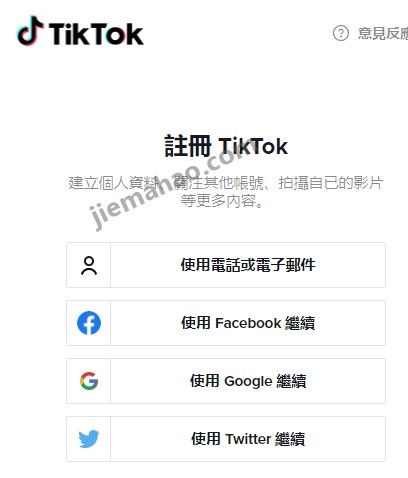 TikTok
意見反應
註冊 TikTok
建立個人資料、關注其他帳號、拍攝自己的影片
等更多內容。
jiemahao.com
使用電話或電子郵件
使用 Facebook 繼續
使用 Google 繼續
使用 Twitter 繼續